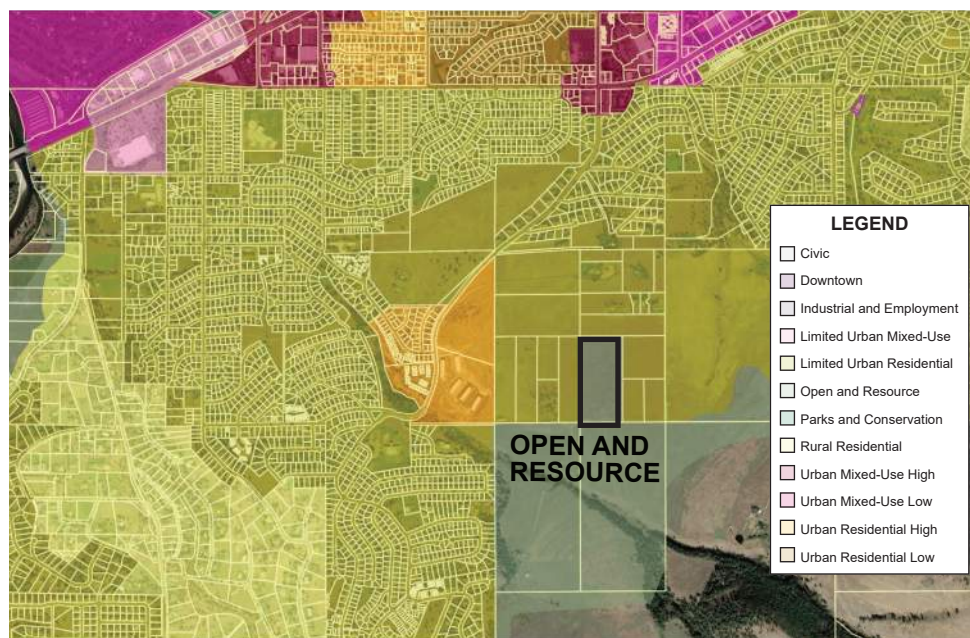 LEGEND
Civic
Downtown
Industrial and Employment
Limited Urban Mixed-Use
Limited Urban Residential
Open and Resource
Parks and Conservation
Rural Residential
Urban Mixed-Use High
Urban Mixed-Use Low
Urban Residential High
Urban Residential Low
OPEN AND
RESOURCE